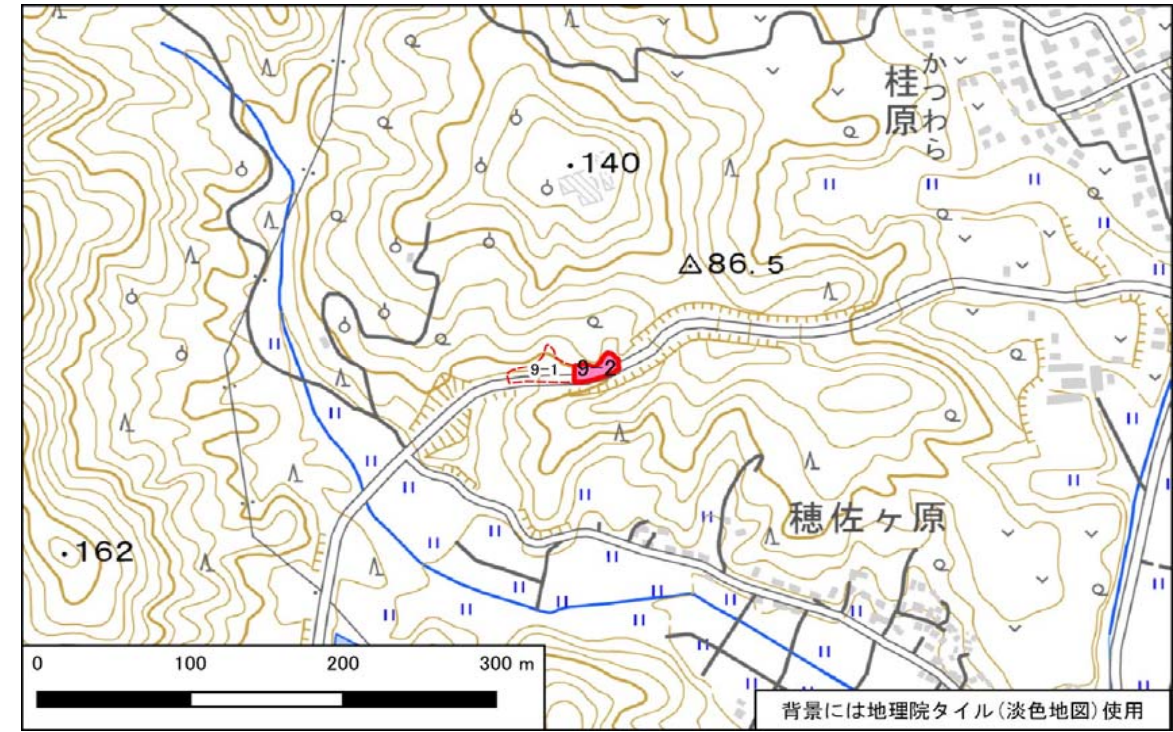 桂原
かつわら
140
86.5
9-1
9 2
穂佐ヶ原
162
0 100 200 300 m
背景には地理院タイル(淡色地図)使用